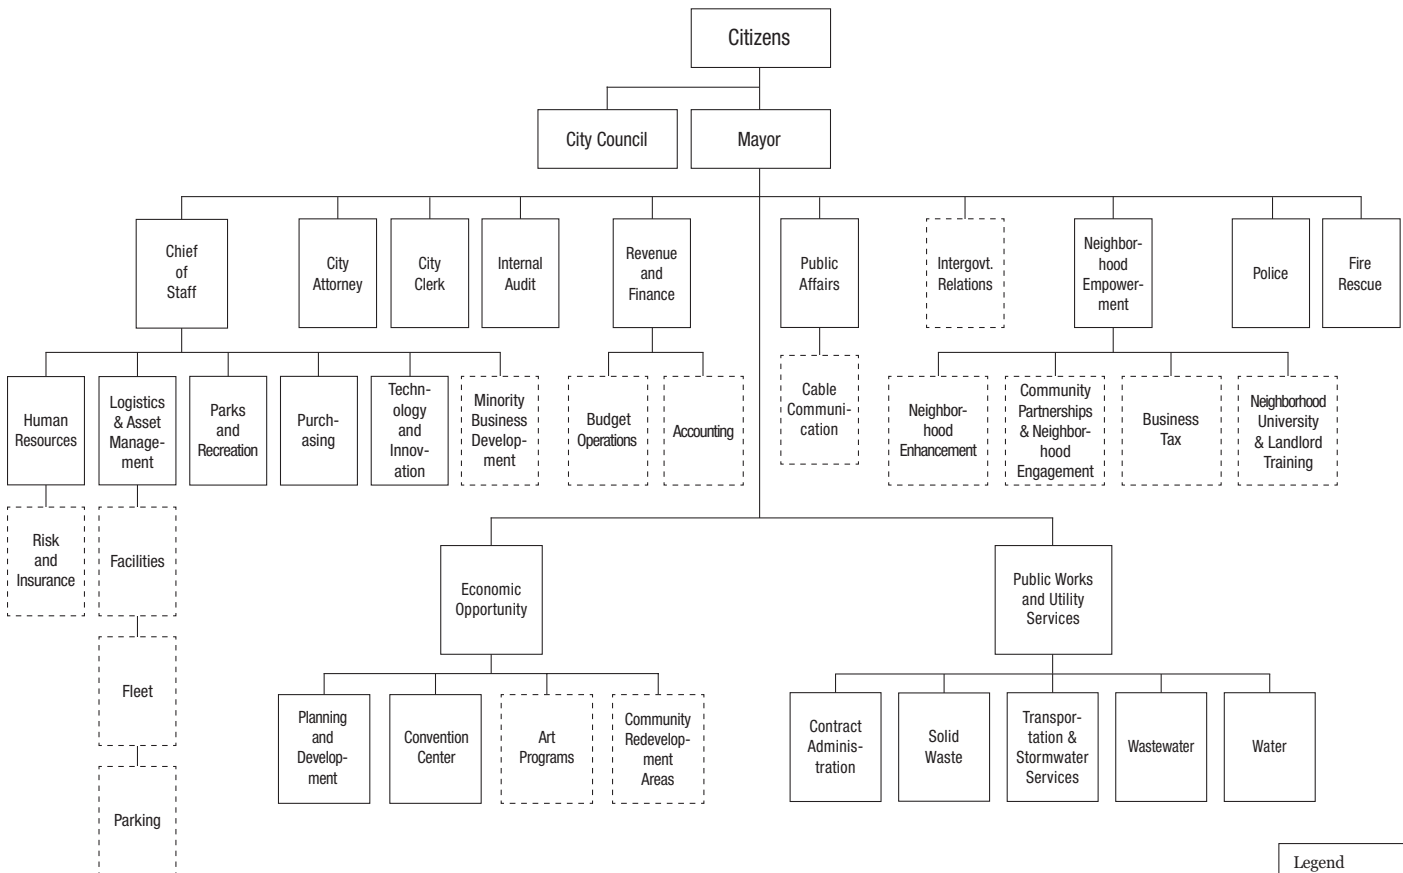 Citizens
City Council
Mayor
Chief
of
Staff
City
Attorney
City
Clerk
Internal
Audit
Revenue
and
Finance
Public
Affairs
Intergovt.
Relations
Neighbor-
hood
Empower-
ment
Police
Fire
Rescue
Human
Resources
Logistics
& Asset
Manage-
ment
Parks
and
Recreation
Purch-
asing
Techn-
ology
and
Innov-
ation
Minority
Business
Develop-
ment
Budget
Operations
Accounting
Cable
Communi-
cation
Neighbor-
hood
Enhancement
Community
Partnerships
& Neighbor-
hood
Engagement
Business
Tax
Neighborhood
University
& Landlord
Training
Risk
and
Insurance
Facilities
Fleet
Parking
Economic
Opportunity
Public Works
and Utility
Services
Planning
and
Development
Convention
Center
Art
Programs
Community
Redevelop-
ment
Areas
Contract
Adminis-
tration
Solid
Waste
Transpor-
tation &
Stormwater
Services
Wastewater
Water
Legend